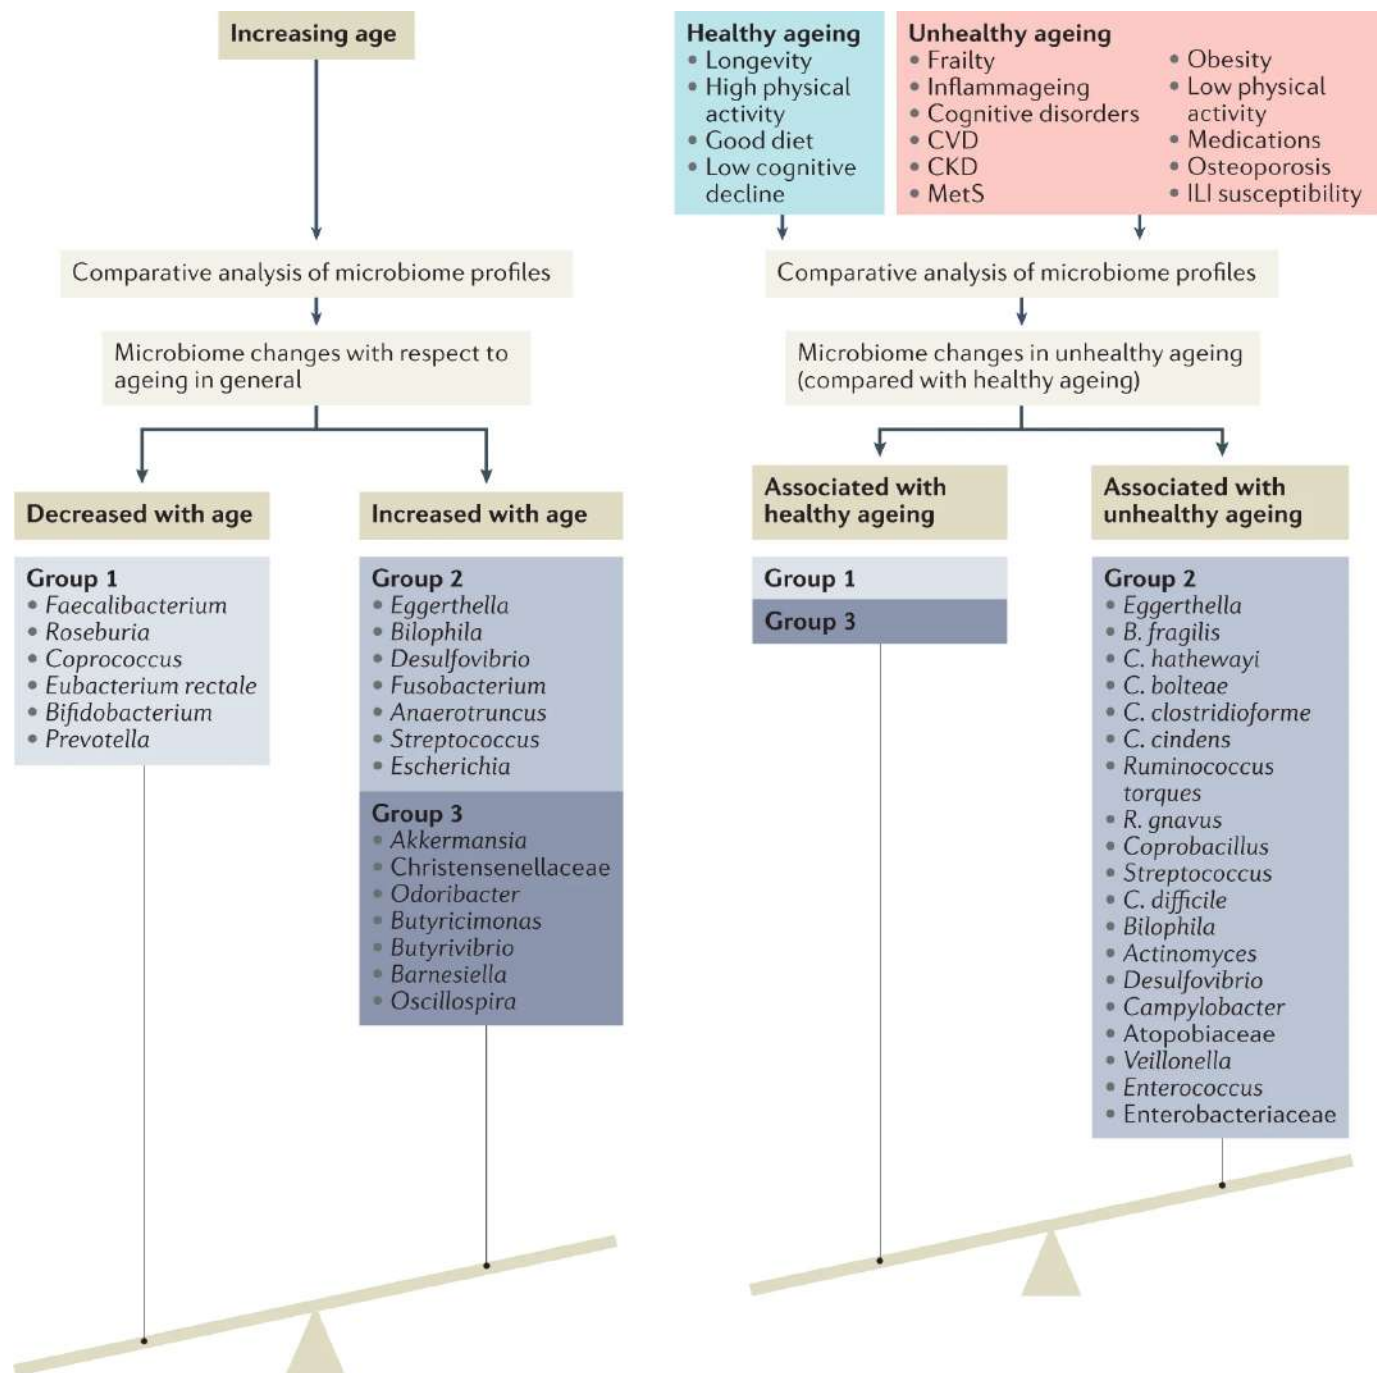 Increasing age
Comparative analysis of microbiome profiles
Microbiome changes with respect to
ageing in general
Decreased with age
Group 1
• Faecalibacterium
• Roseburia
• Coprococcus
• Eubacterium rectale
• Bifidobacterium
• Prevotella
Increased with age
Group 2
• Eggerthella
• Bilophila
• Desulfovibrio
• Fusobacterium
• Anaerotruncus
• Streptococcus
• Escherichia
Group 3
• Akkermansia
• Christensenellaceae
• Odoribacter
• Butyricimonas
• Butyrivibrio
• Barnesiella
• Oscillospira
Healthy ageing
• Longevity
• High physical
activity
• Good diet
• Low cognitive
decline
Unhealthy ageing
• Frailty
• Inflammageing
• Cognitive disorders
• CVD
• CKD
• MetS
• Obesity
• Low physical
activity
• Medications
• Osteoporosis
• ILI susceptibility
Comparative analysis of microbiome profiles
Microbiome changes in unhealthy ageing
(compared with healthy ageing)
Associated with
healthy ageing
Group 1
Group 3
Associated with
unhealthy ageing
Group 2
• Eggerthella
• B. fragilis
• C. hathewayi
• C. bolteae
• C. clostridioforme
• C. cindens
• Ruminococcus
torques
• R. gnavus
• Coprobacillus
• Streptococcus
• C. difficile
• Bilophila
• Actinomyces
• Desulfovibrio
• Campylobacter
• Atopobiaceae
• Veillonella
• Enterococcus
• Enterobacteriaceae